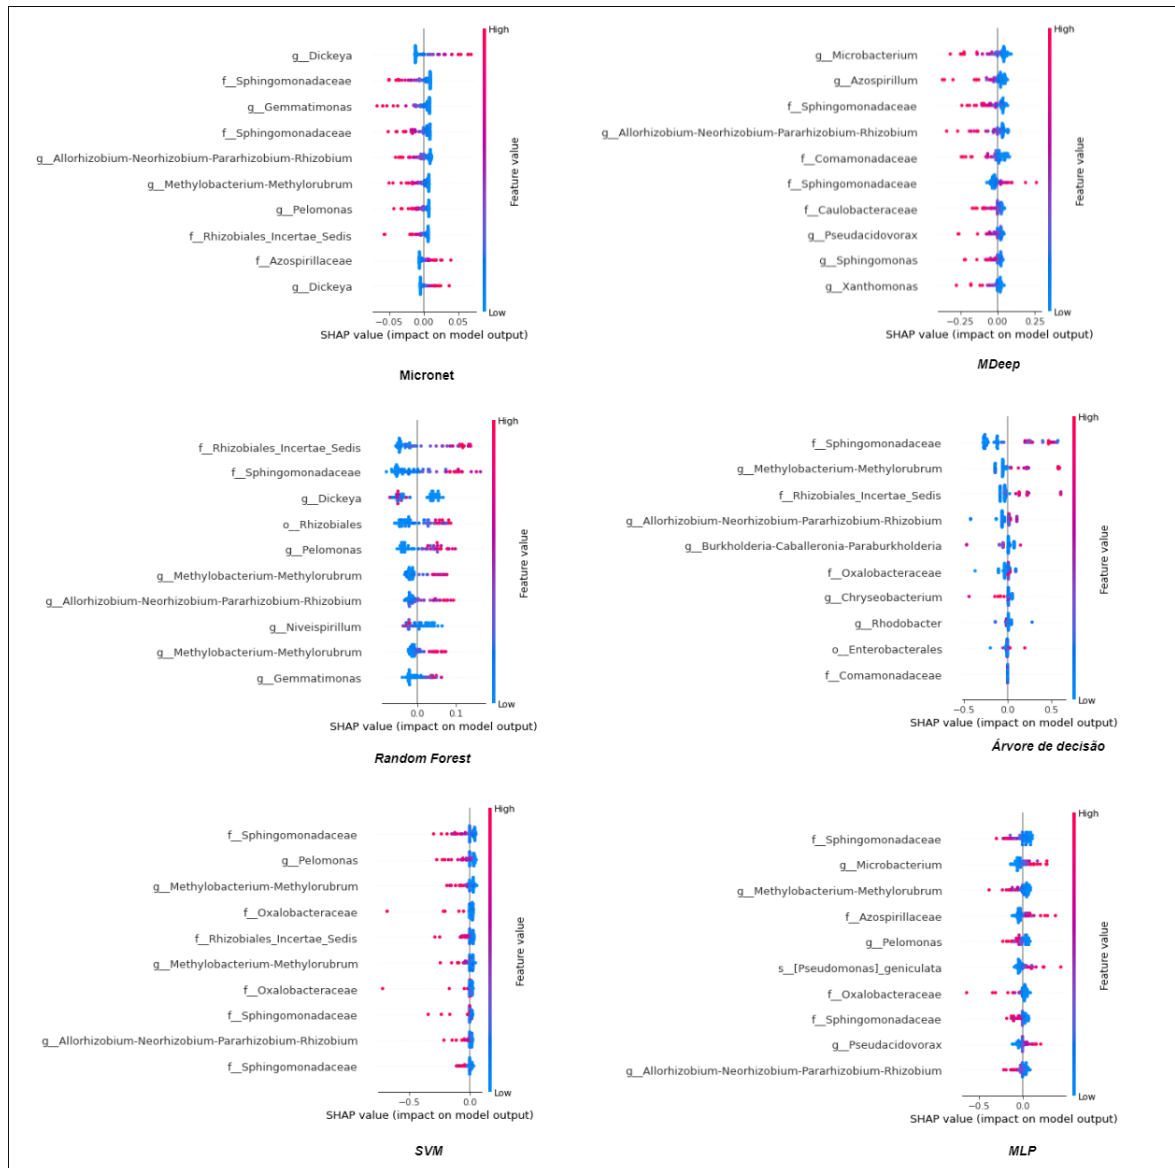 High
g__Dickeya
f__Sphingomonadaceae
g__Gemmatimonas
f__Sphingomonadaceae
g__Allorhizobium-Neorhizobium-Pararhizobium-Rhizobium
g__Methylobacterium-Methylorubrum
g__Pelomonas
f__Rhizobiales_Incertae_Sedis
f__Azospirillaceae
g__Dickeya
Feature value
Low
−0.05 0.00 0.05
SHAP value (impact on model output)
Micronet
High
g__Microbacterium
g__Azospirillum
f__Sphingomonadaceae
g__Allorhizobium-Neorhizobium-Pararhizobium-Rhizobium
f__Comamonadaceae
f__Sphingomonadaceae
f__Caulobacteraceae
g__Pseudacidovorax
g__Sphingomonas
g__Xanthomonas
Feature value
Low
−0.25 0.00 0.25
SHAP value (impact on model output)
MDeep
High
f__Rhizobiales_Incertae_Sedis
f__Sphingomonadaceae
g__Dickeya
o__Rhizobiales
g__Pelomonas
g__Methylobacterium-Methylorubrum
g__Allorhizobium-Neorhizobium-Pararhizobium-Rhizobium
g__Niveispirillum
g__Methylobacterium-Methylorubrum
g__Gemmatimonas
Feature value
Low
0.0 0.1
SHAP value (impact on model output)
Random Forest
High
f__Sphingomonadaceae
g__Methylobacterium-Methylorubrum
f__Rhizobiales_Incertae_Sedis
g__Allorhizobium-Neorhizobium-Pararhizobium-Rhizobium
g__Burkholderia-Caballeronia-Paraburkholderia
f__Oxalobacteraceae
g__Chryseobacterium
g__Rhodobacter
o__Enterobacterales
f__Comamonadaceae
Feature value
Low
−0.5 0.0 0.5
SHAP value (impact on model output)
Árvore de decisão
High
f__Sphingomonadaceae
g__Pelomonas
g__Methylobacterium-Methylorubrum
f__Oxalobacteraceae
f__Rhizobiales_Incertae_Sedis
g__Methylobacterium-Methylorubrum
f__Oxalobacteraceae
f__Sphingomonadaceae
g__Allorhizobium-Neorhizobium-Pararhizobium-Rhizobium
f__Sphingomonadaceae
Feature value
Low
−0.5 0.0
SHAP value (impact on model output)
SVM
High
f__Sphingomonadaceae
g__Microbacterium
g__Methylobacterium-Methylorubrum
f__Azospirillaceae
g__Pelomonas
s__[Pseudomonas]_geniculata
f__Oxalobacteraceae
f__Sphingomonadaceae
g__Pseudacidovorax
g__Allorhizobium-Neorhizobium-Pararhizobium-Rhizobium
Feature value
Low
−0.5 0.0
SHAP value (impact on model output)
MLP